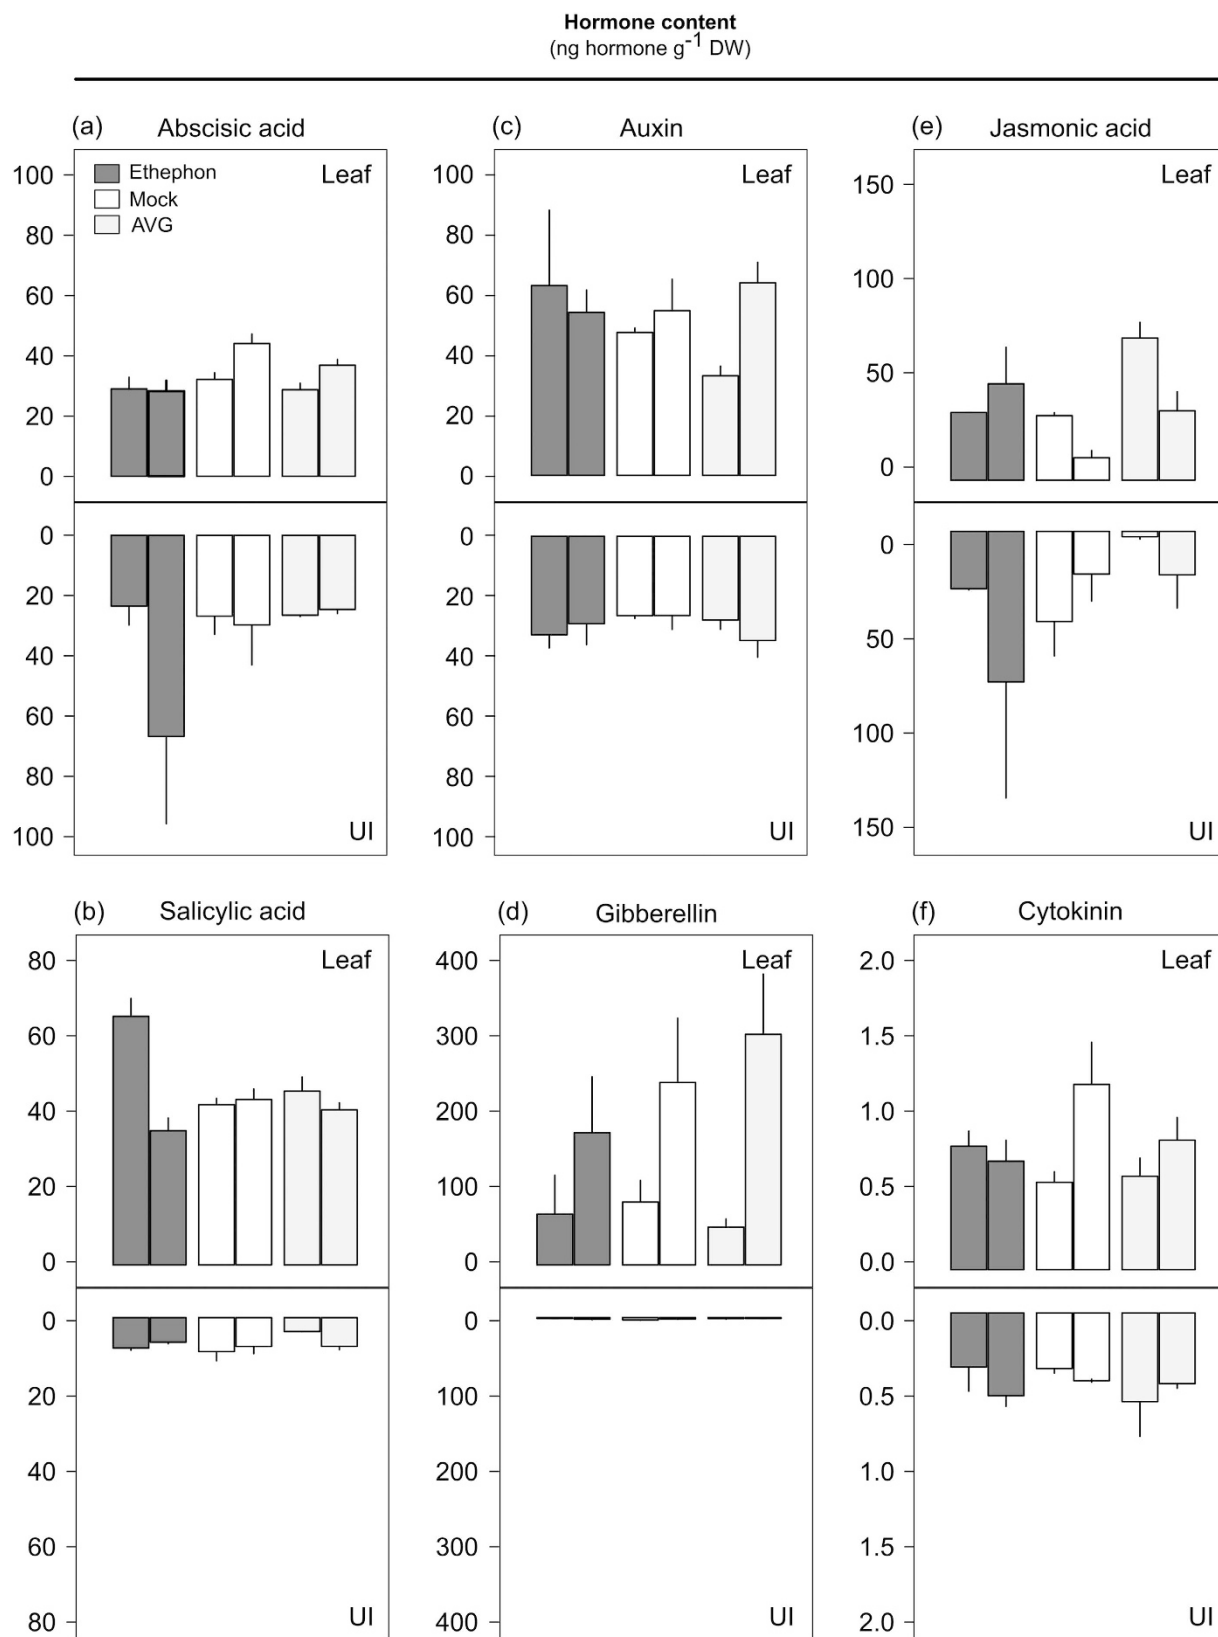 Hormone content
(ng hormone g⁻¹ DW)
(a) Abscisic acid
100
80
60
40
20
0
Ethephon
Mock
AVG
Leaf
0
20
40
60
80
100
UI
(c) Auxin
100
80
60
40
20
0
Leaf
0
20
40
60
80
100
UI
(e) Jasmonic acid
150
100
50
0
Leaf
0
50
100
150
UI
(b) Salicylic acid
80
60
40
20
0
Leaf
0
20
40
60
80
UI
(d) Gibberellin
400
300
200
100
0
Leaf
0
100
200
300
400
UI
(f) Cytokinin
2.0
1.5
1.0
0.5
0.0
Leaf
0.0
0.5
1.0
1.5
2.0
UI